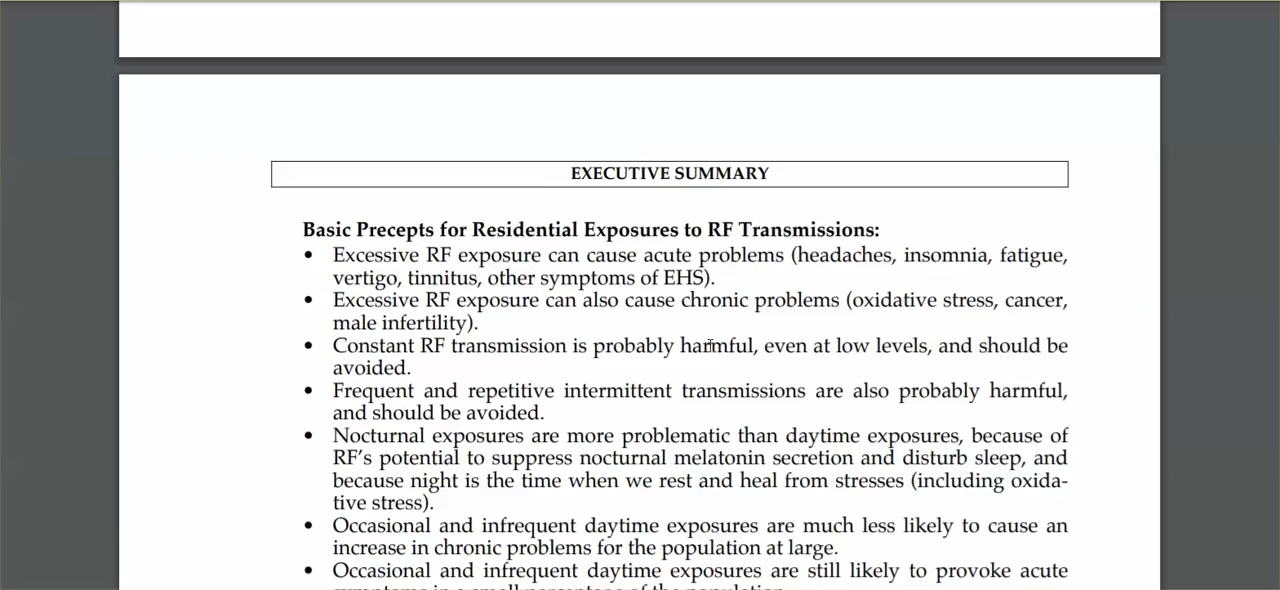 EXECUTIVE SUMMARY
Basic Precepts for Residential Exposures to RF Transmissions:
• Excessive RF exposure can cause acute problems (headaches, insomnia, fatigue,
vertigo, tinnitus, other symptoms of EHS).
• Excessive RF exposure can also cause chronic problems (oxidative stress, cancer,
male infertility).
• Constant RF transmission is probably harmful, even at low levels, and should be
avoided.
• Frequent and repetitive intermittent transmissions are also probably harmful,
and should be avoided.
• Nocturnal exposures are more problematic than daytime exposures, because of
RF’s potential to suppress nocturnal melatonin secretion and disturb sleep, and
because night is the time when we rest and heal from stresses (including oxida-
tive stress).
• Occasional and infrequent daytime exposures are much less likely to cause an
increase in chronic problems for the population at large.
• Occasional and infrequent daytime exposures are still likely to provoke acute